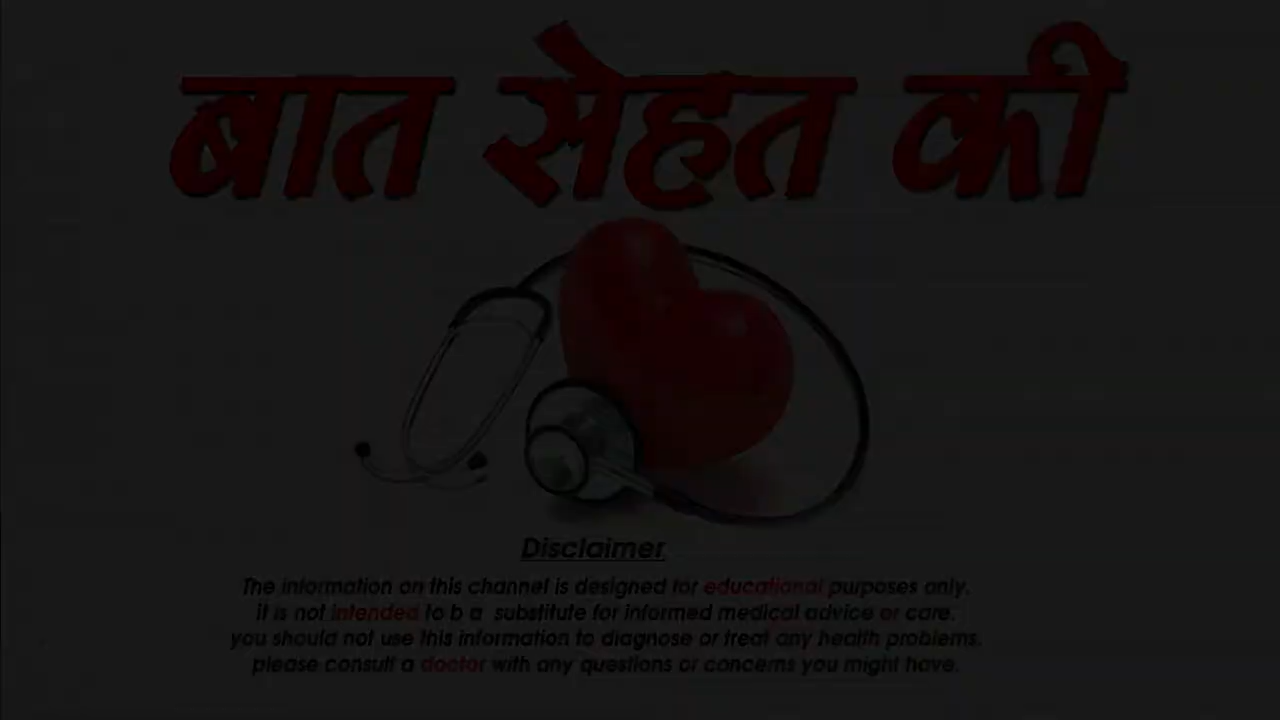 बात सेहत की
Disclaimer
The information on this channel is designed for educational purposes only.
it is not intended to b a substitute for informed medical advice or care.
you should not use this information to diagnose or treat any health problems.
please consult a doctor with any questions or concerns you might have.